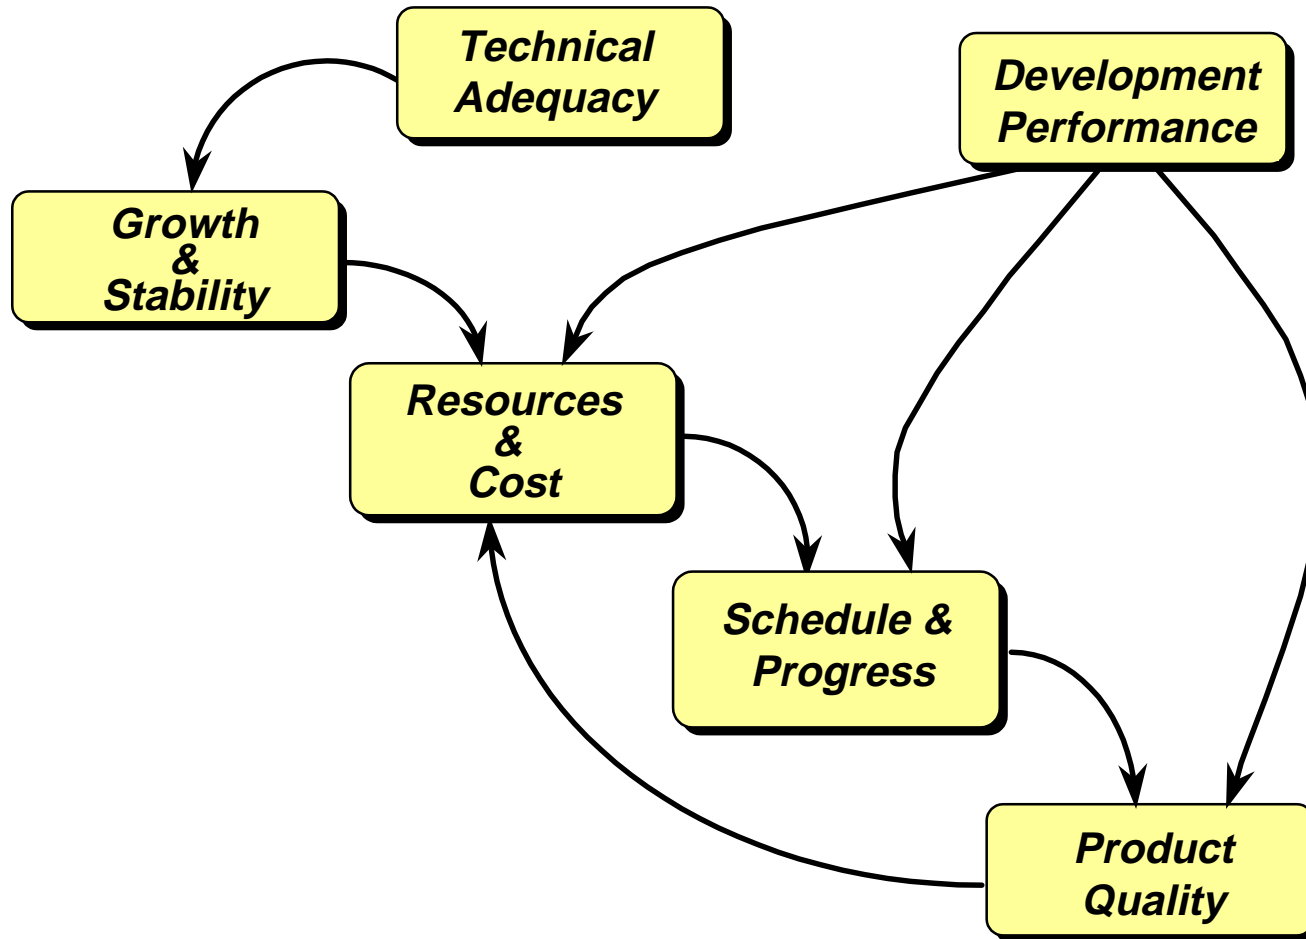 Technical
Adequacy
Development
Performance
Growth
&
Stability
Resources
&
Cost
Schedule &
Progress
Product
Quality